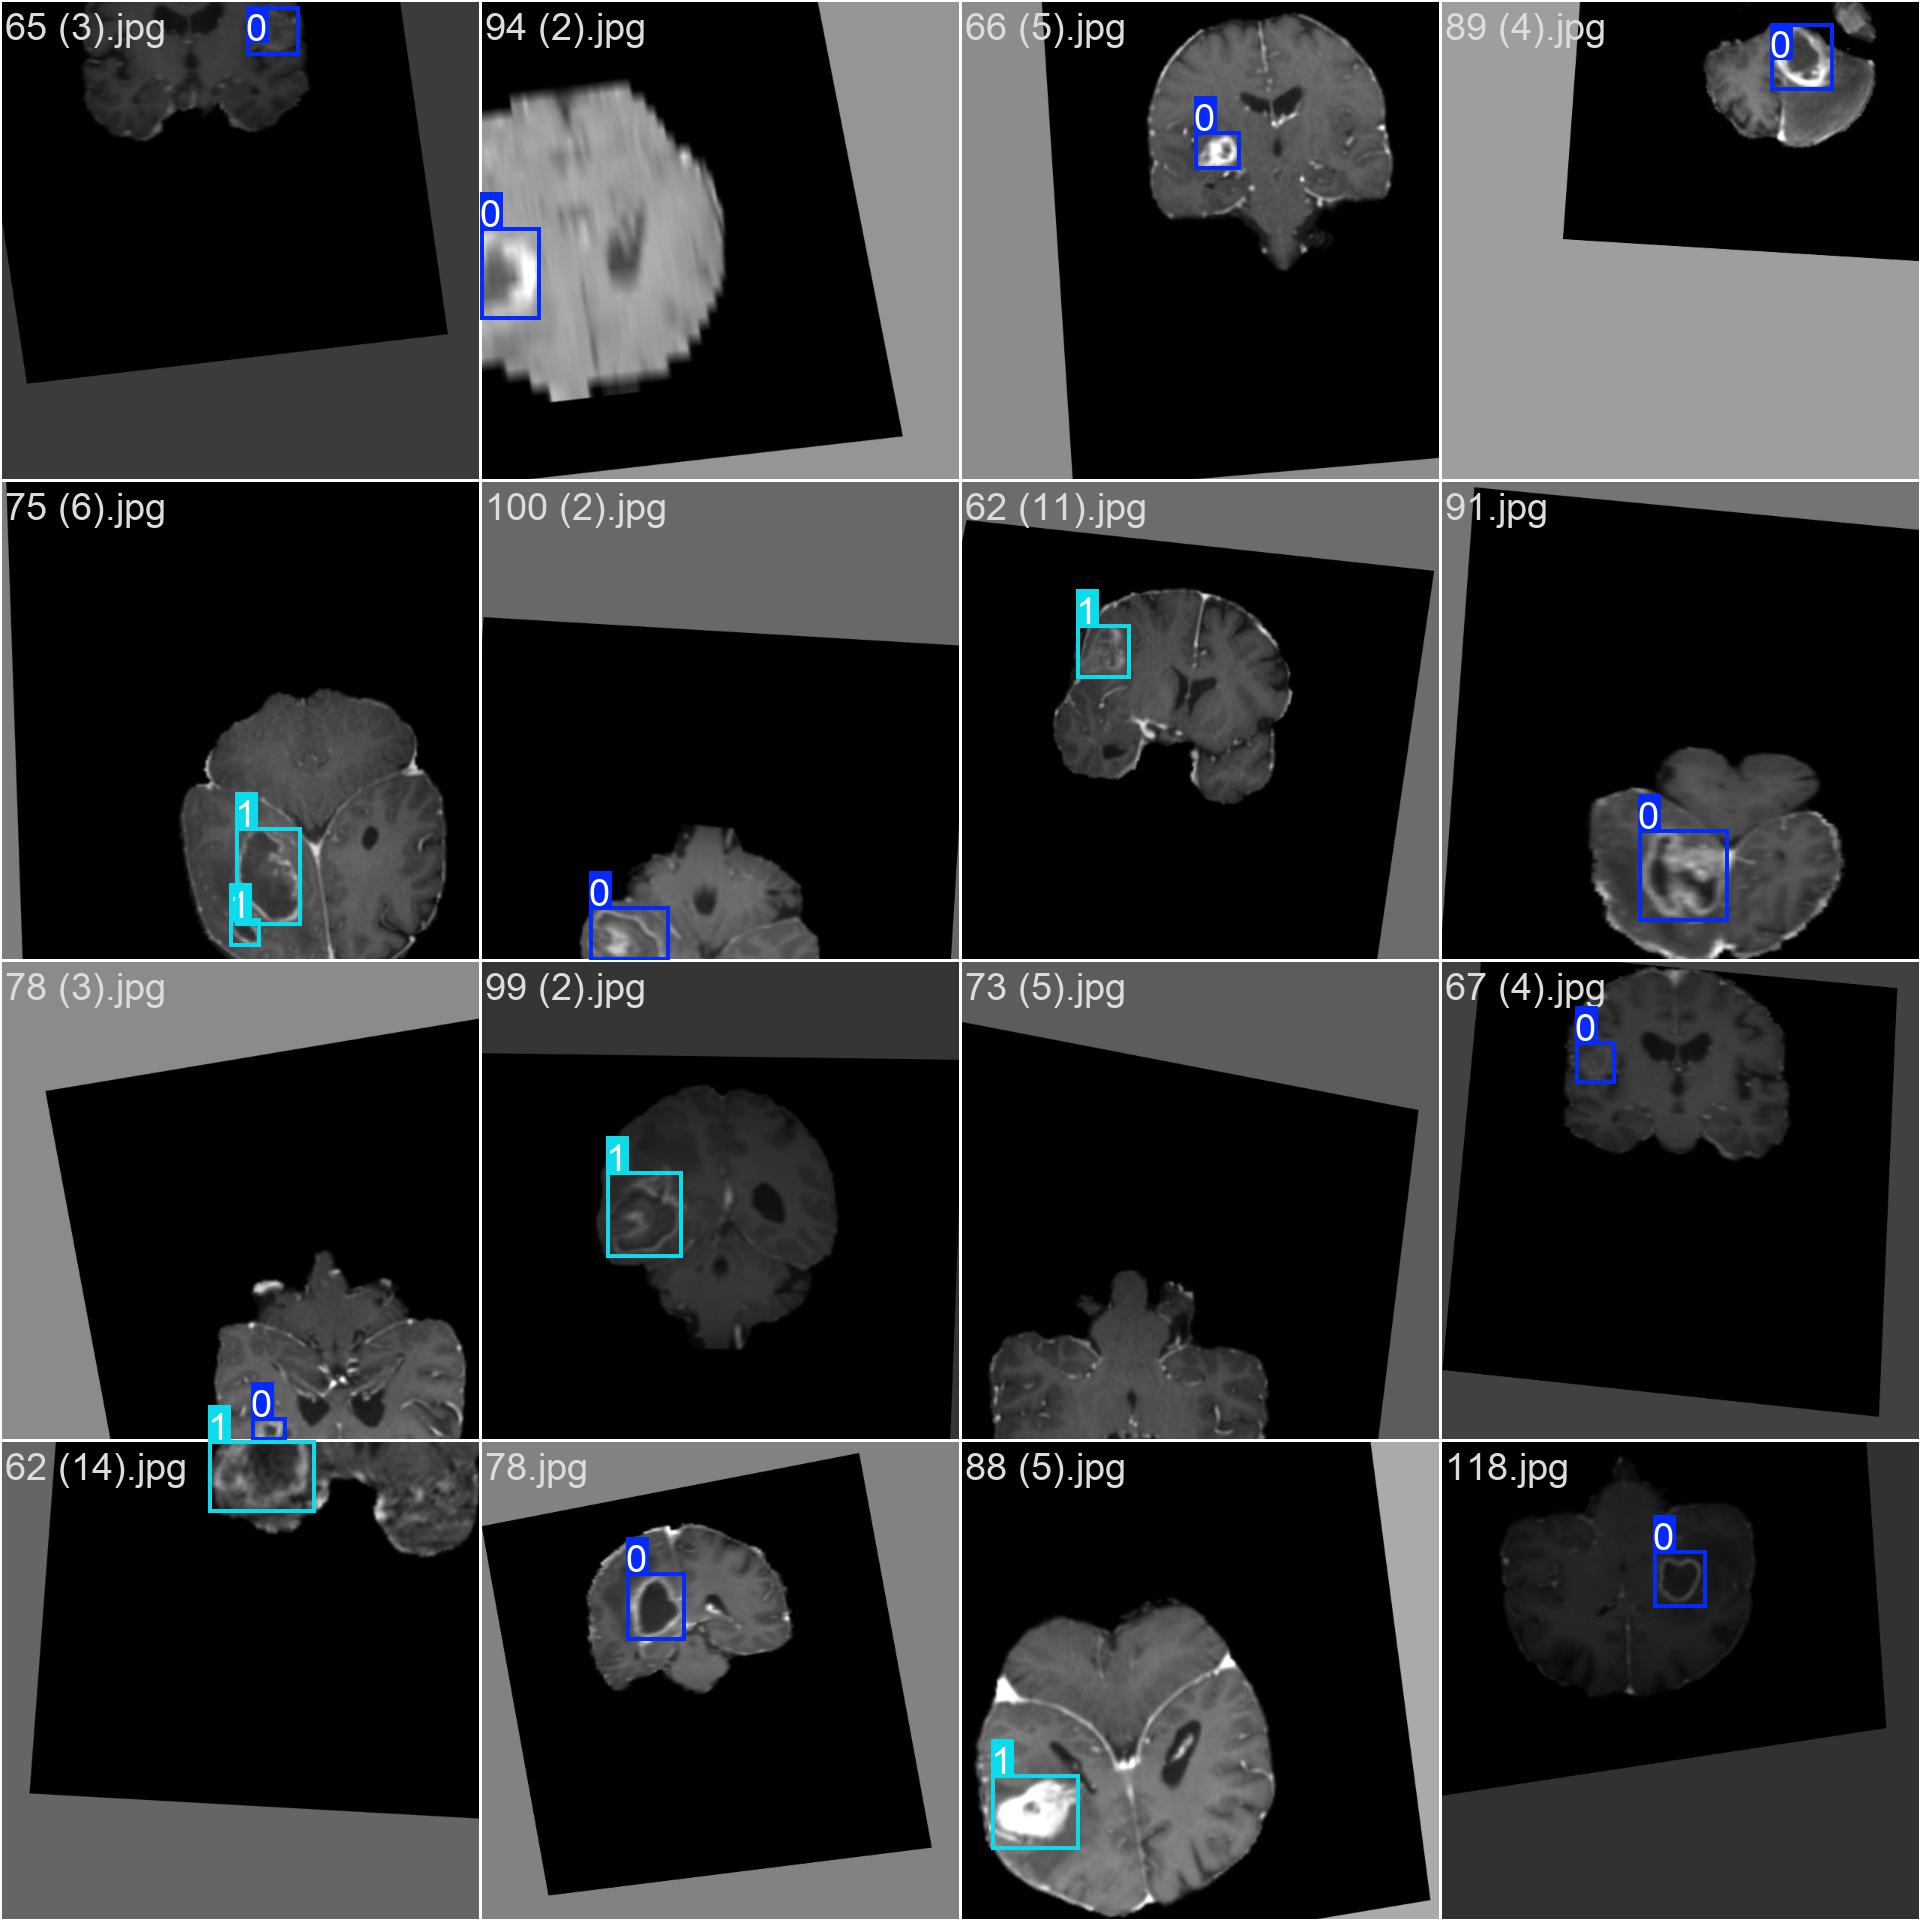 65 (3).jpg
0
94 (2).jpg
0
66 (5).jpg
0
89 (4).jpg
0
75 (6).jpg
1
1
100 (2).jpg
0
62 (11).jpg
1
91.jpg
0
78 (3).jpg
0
1
99 (2).jpg
1
73 (5).jpg
67 (4).jpg
0
62 (14).jpg
78.jpg
0
88 (5).jpg
1
118.jpg
0